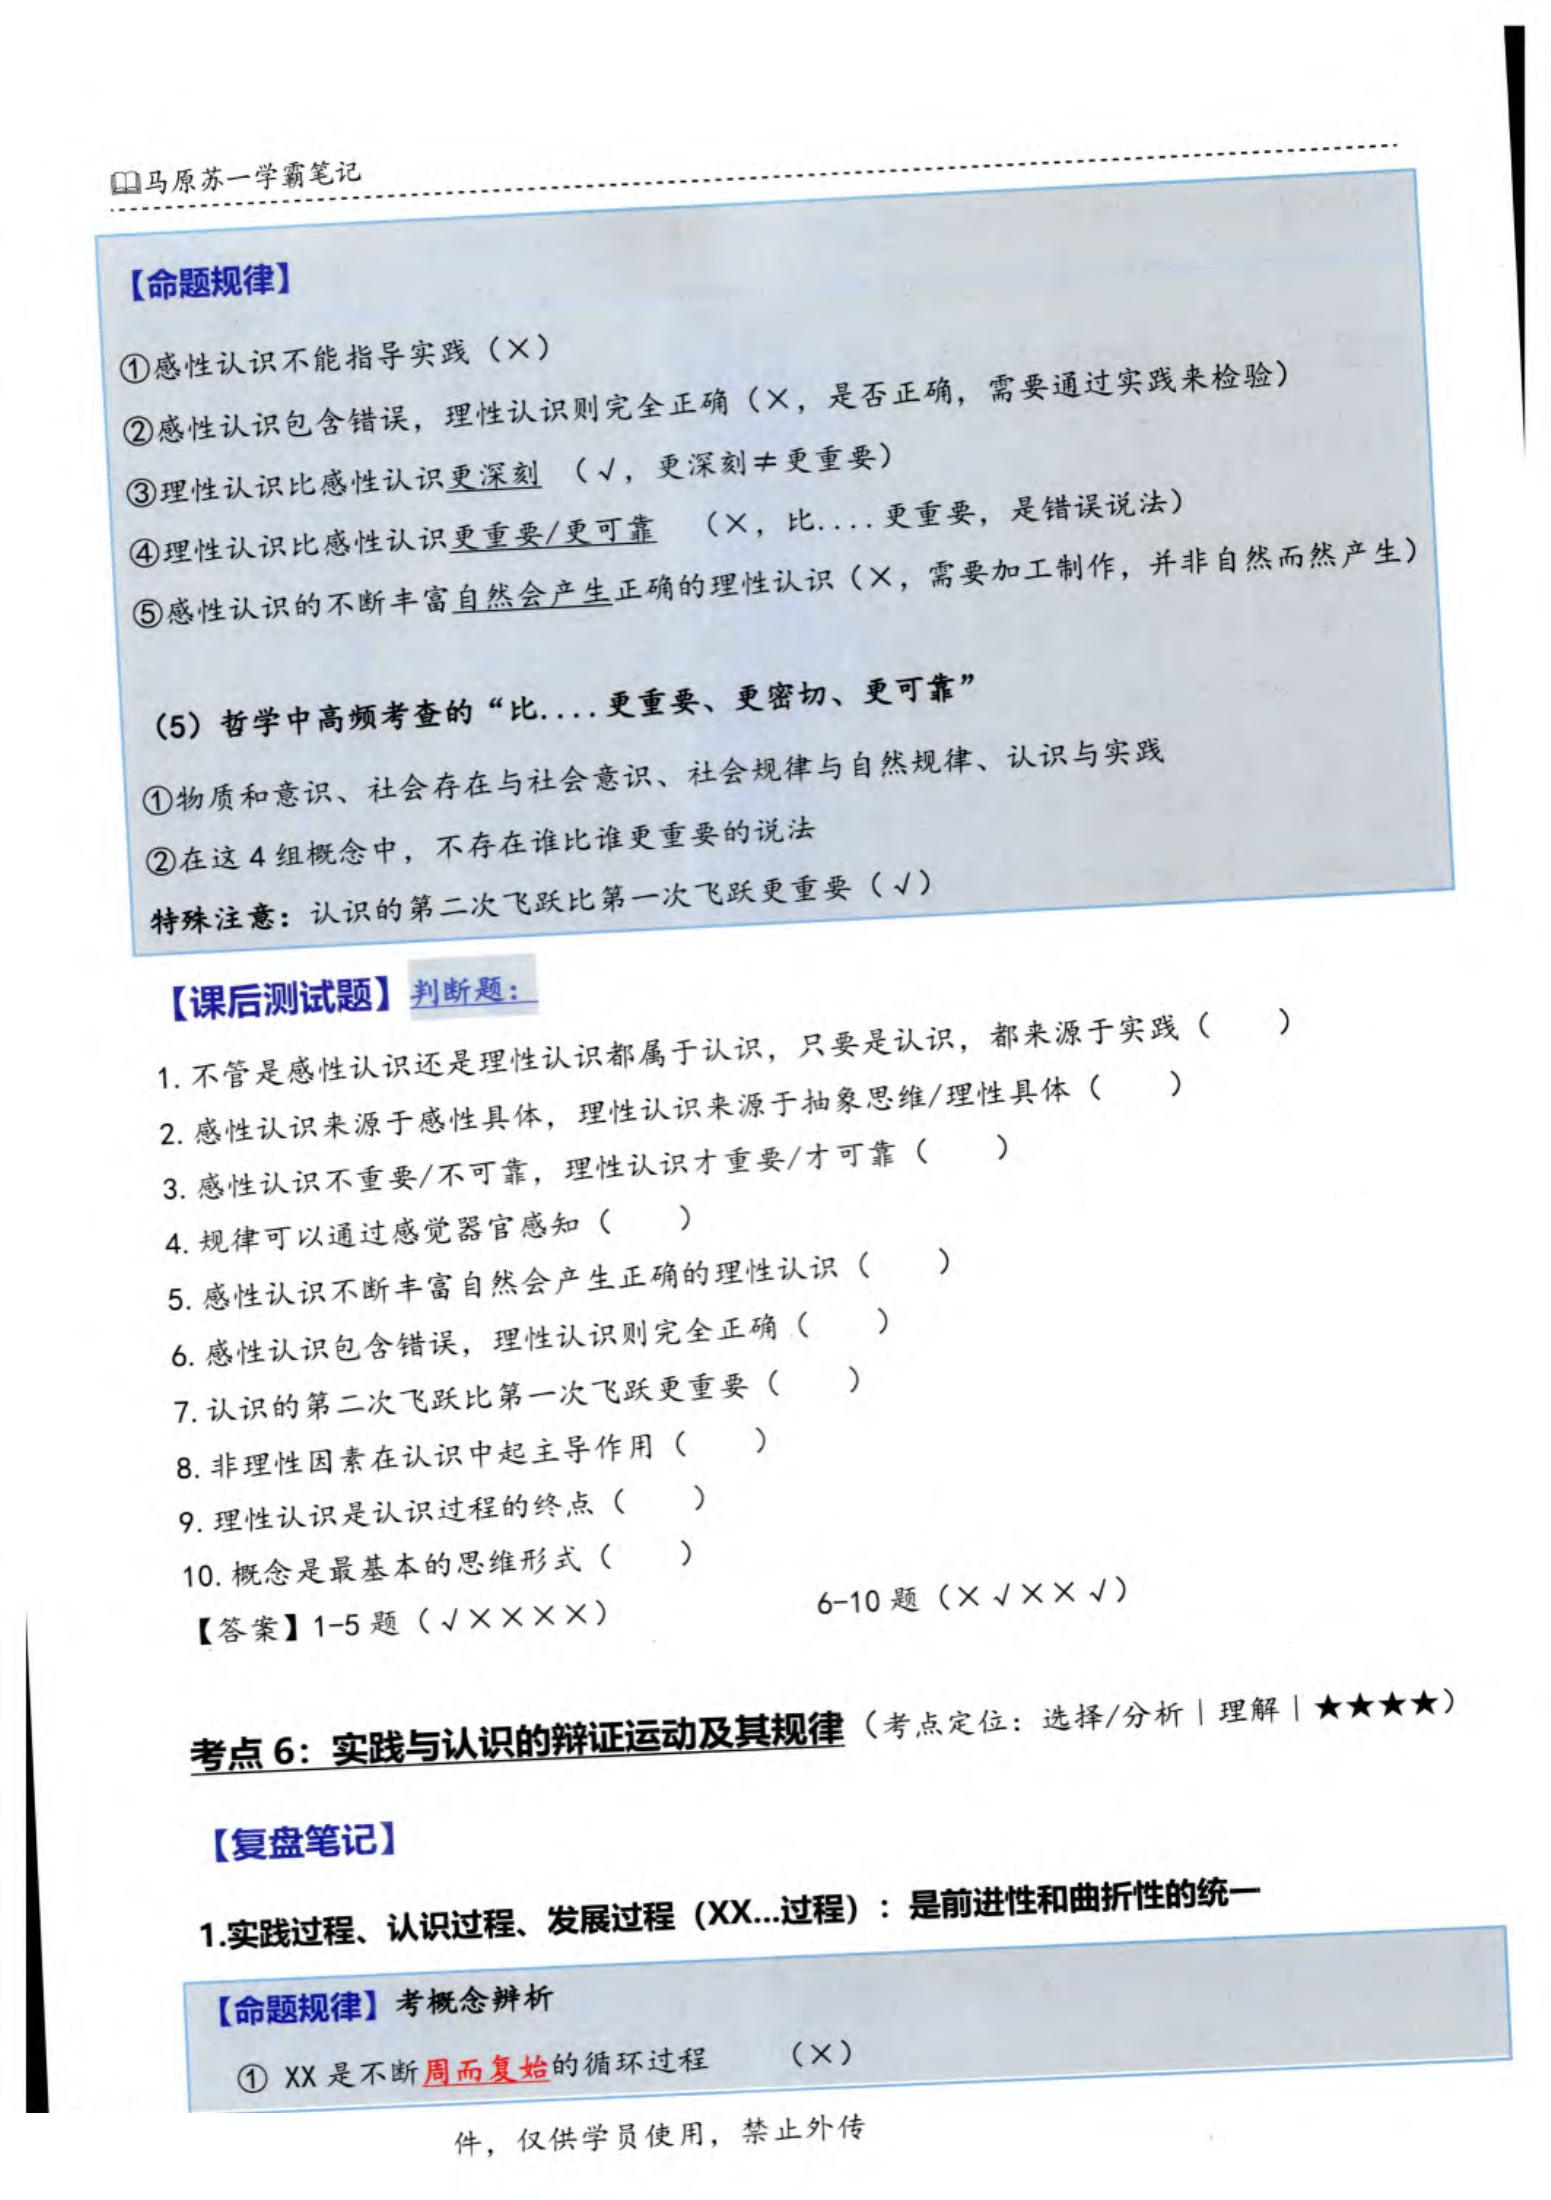 马原苏一学霸笔记
【命题规律】
①感性认识不能指导实践（×）
②感性认识包含错误，理性认识则完全正确（×，是否正确，需要通过实践来检验）
③理性认识比感性认识更深刻 （√，更深刻≠更重要）
④理性认识比感性认识更重要/更可靠 （×，比....更重要，是错误说法）
⑤感性认识的不断丰富自然会产生正确的理性认识（×，需要加工制作，并非自然而然产生）
（5）哲学中高频考查的“比....更重要、更密切、更可靠”
①物质和意识、社会存在与社会意识、社会规律与自然规律、认识与实践
②在这4组概念中，不存在谁比谁更重要的说法
特殊注意：认识的第二次飞跃比第一次飞跃更重要（√）
【课后测试题】判断题：
1.不管是感性认识还是理性认识都属于认识，只要是认识，都来源于实践（ ）
2.感性认识来源于感性具体，理性认识来源于抽象思维/理性具体（ ）
3.感性认识不重要/不可靠，理性认识才重要/才可靠（ ）
4.规律可以通过感觉器官感知（ ）
5.感性认识不断丰富自然会产生正确的理性认识（ ）
6.感性认识包含错误，理性认识则完全正确（ ）
7.认识的第二次飞跃比第一次飞跃更重要（ ）
8.非理性因素在认识中起主导作用（ ）
9.理性认识是认识过程的终点（ ）
10.概念是最基本的思维形式（ ）
【答案】1-5题（√××××） 6-10题（×√××√）
考点6：实践与认识的辩证运动及其规律（考点定位：选择/分析|理解|★★★★）
【复盘笔记】
1.实践过程、认识过程、发展过程（XX...过程）：是前进性和曲折性的统一
【命题规律】考概念辨析
① XX是不断周而复始的循环过程 （×）
件，仅供学员使用，禁止外传